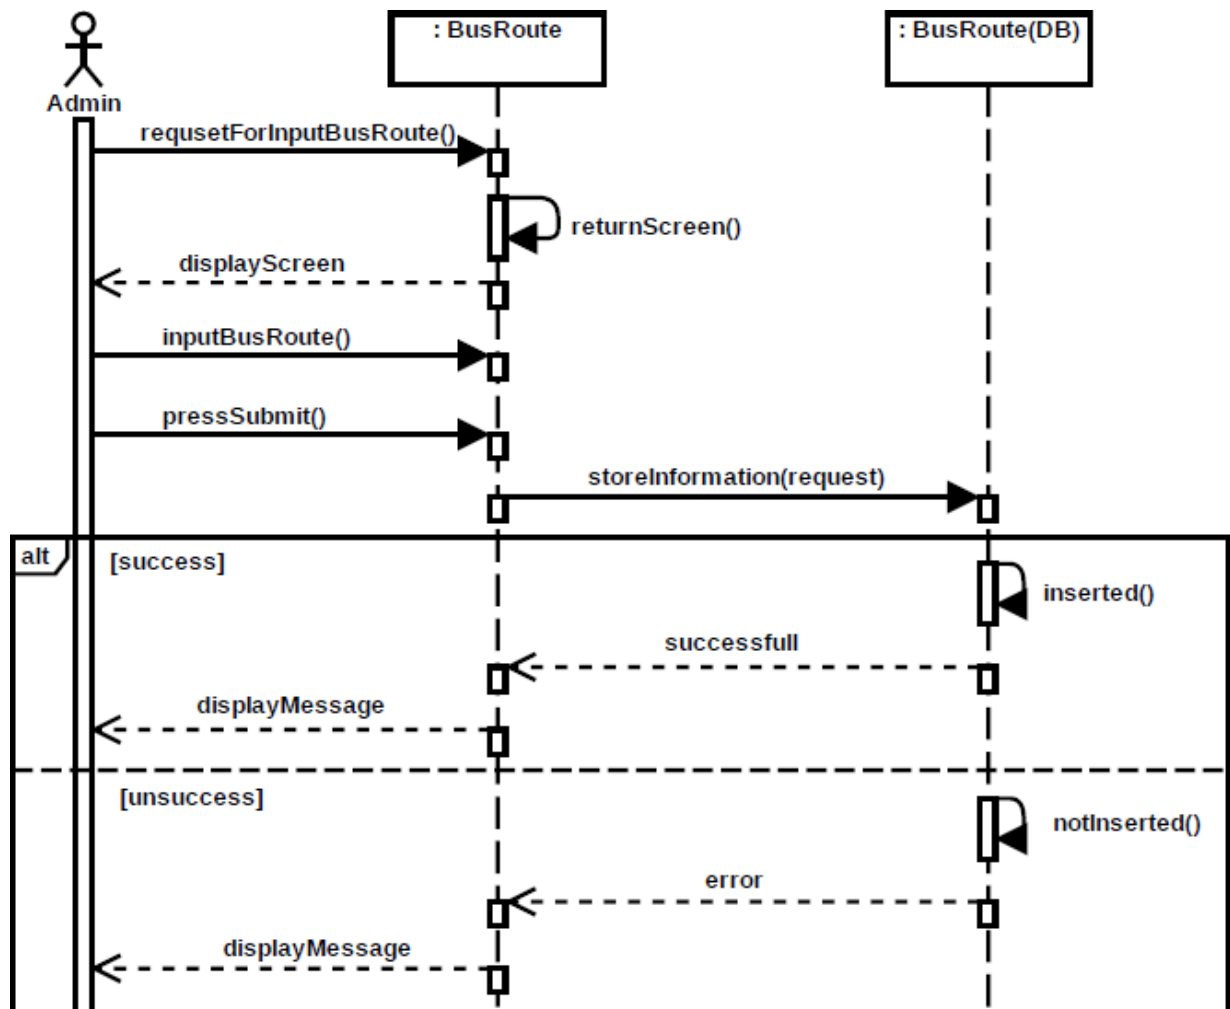 : BusRoute
: BusRoute(DB)
Admin
requsetForInputBusRoute()
returnScreen()
displayScreen
inputBusRoute()
pressSubmit()
storeInformation(request)
alt
[success]
inserted()
successfull
displayMessage
[unsuccess]
notInserted()
error
displayMessage